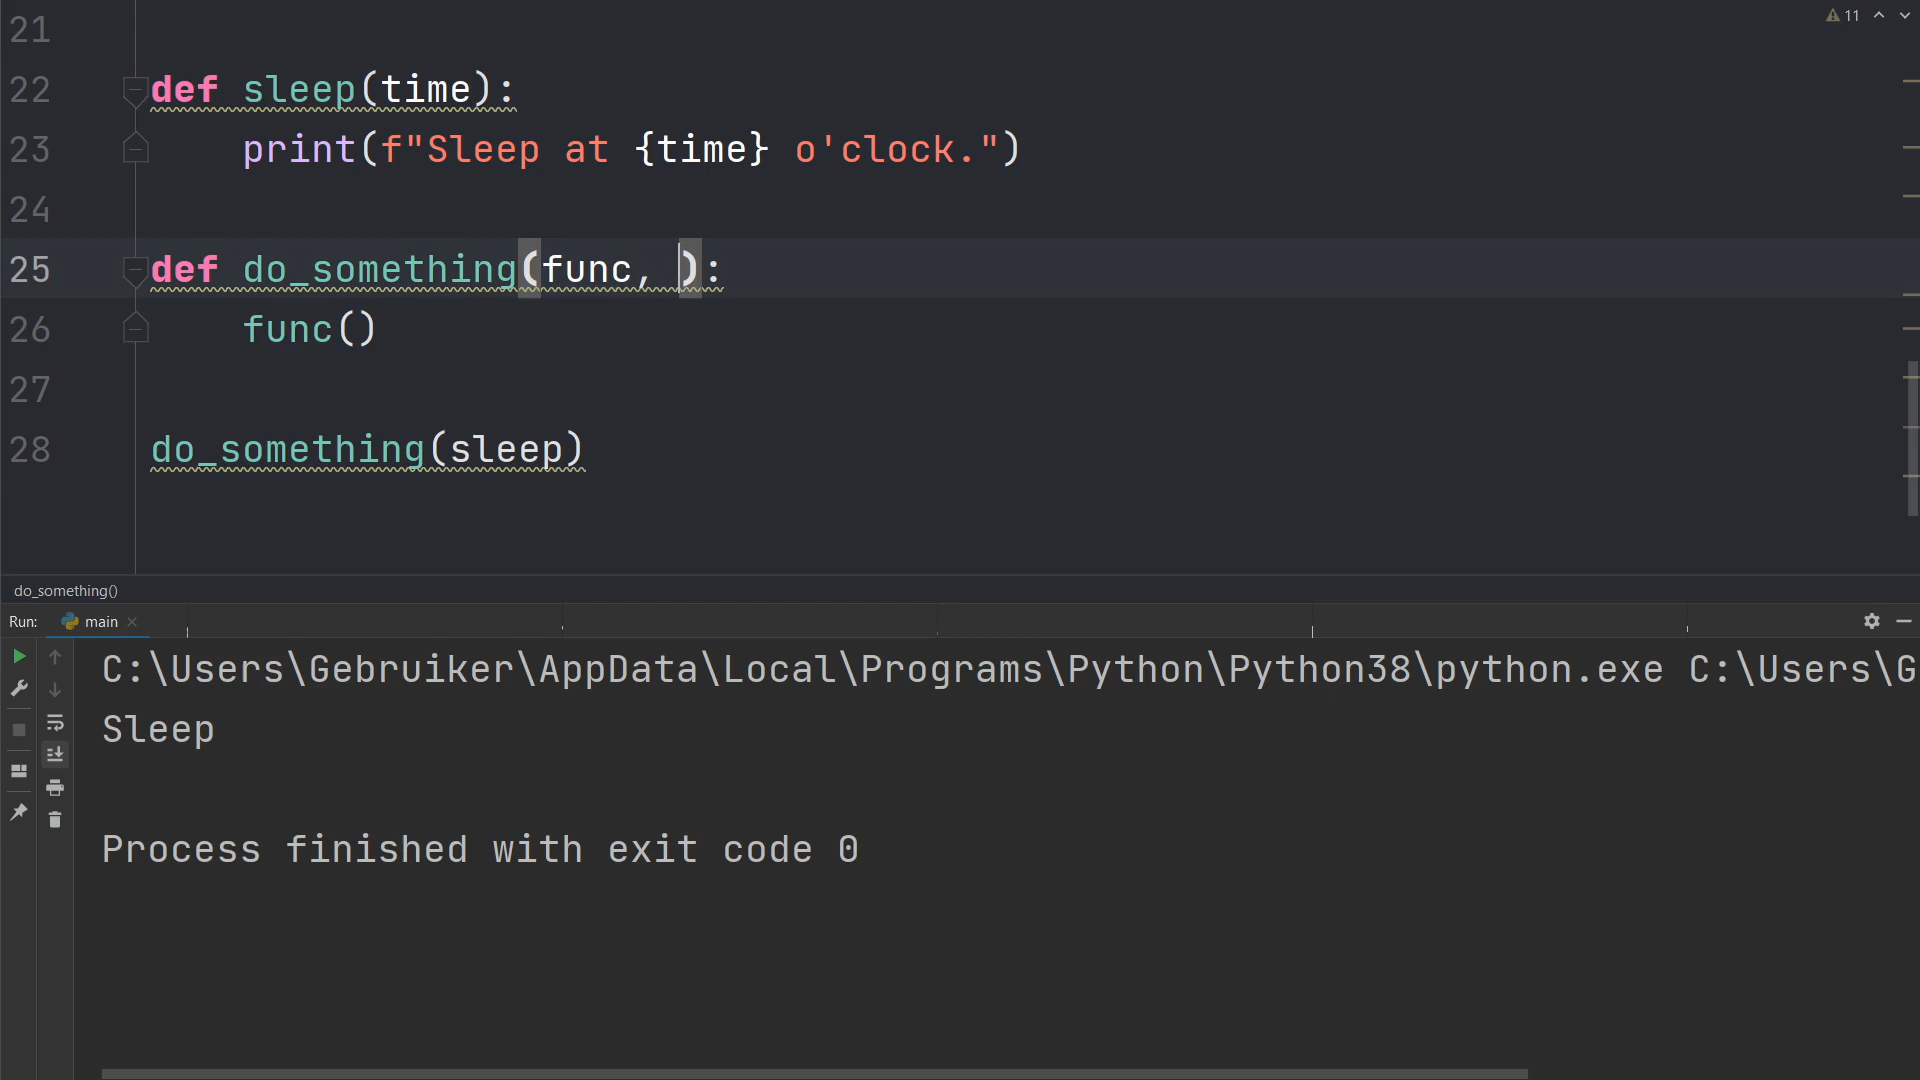 11
21
22 def sleep(time):
23 print(f"Sleep at {time} o'clock.")
24
25 def do_something(func, ):
26 func()
27
28 do_something(sleep)
do_something()
Run: main
C:\Users\Gebruiker\AppData\Local\Programs\Python\Python38\python.exe C:\Users\G
Sleep
Process finished with exit code 0